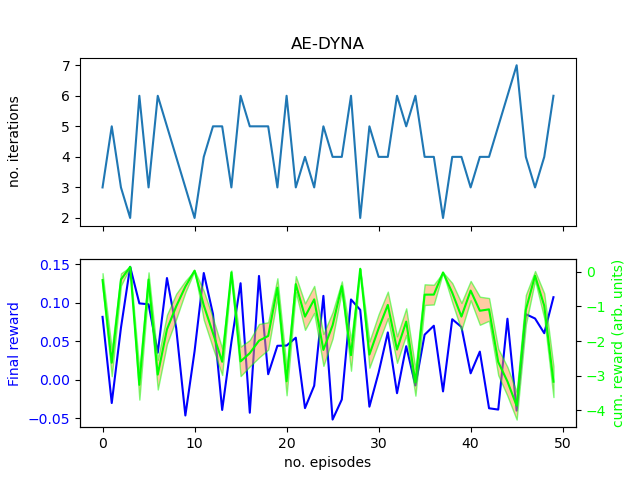 AE-DYNA
no. iterations
7
6
5
4
3
2
Final reward
0.15
0.10
0.05
0.00
−0.05
0
−1
−2
−3
−4
cum. reward (arb. units)
0 10 20 30 40 50
no. episodes